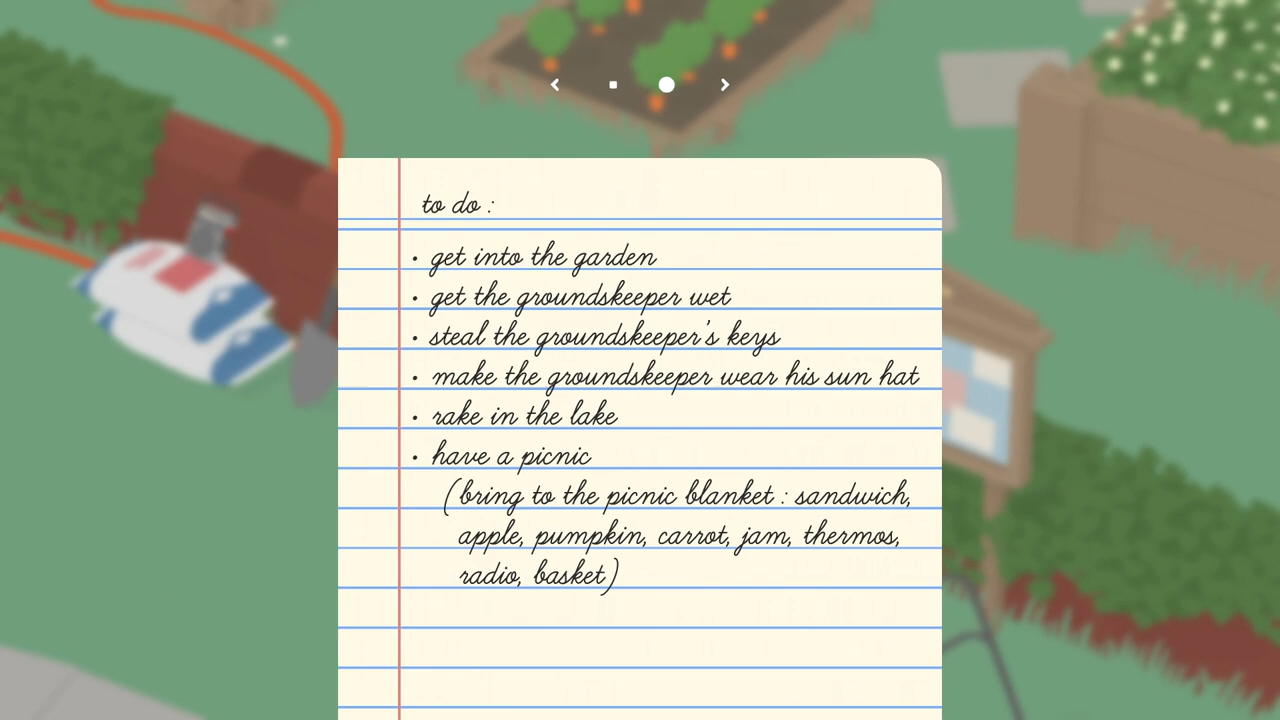 to do :
• get into the garden
• get the groundskeeper wet
• steal the groundskeeper's keys
• make the groundskeeper wear his sun hat
• rake in the lake
• have a picnic
(bring to the picnic blanket : sandwich,
apple, pumpkin, carrot, jam, thermos,
radio, basket)